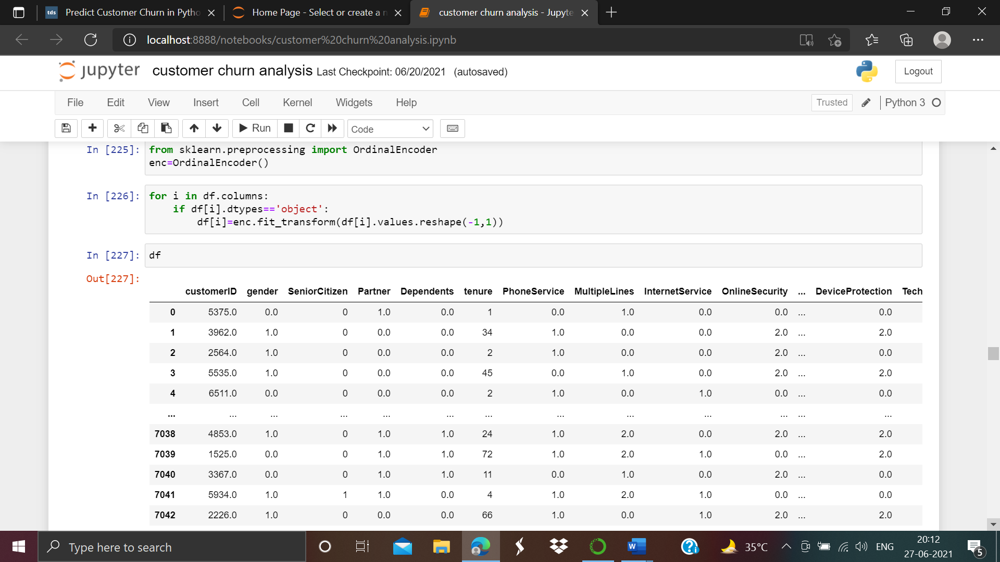 tds Predict Customer Churn in Pytho
Home Page - Select or create a n
customer churn analysis - Jupyte
localhost:8888/notebooks/customer%20churn%20analysis.ipynb
jupyter customer churn analysis Last Checkpoint: 06/20/2021 (autosaved)
Logout
File Edit View Insert Cell Kernel Widgets Help
Trusted Python 3
Run Code
In [225]: from sklearn.preprocessing import OrdinalEncoder
enc=OrdinalEncoder()
In [226]: for i in df.columns:
if df[i].dtypes=='object':
df[i]=enc.fit_transform(df[i].values.reshape(-1,1))
In [227]: df
Out[227]:
customerID gender SeniorCitizen Partner Dependents tenure PhoneService MultipleLines InternetService OnlineSecurity ... DeviceProtection Tech
0 5375.0 0.0 0 1.0 0.0 1 0.0 1.0 0.0 0.0 ... 0.0
1 3962.0 1.0 0 0.0 0.0 34 1.0 0.0 0.0 2.0 ... 2.0
2 2564.0 1.0 0 0.0 0.0 2 1.0 0.0 0.0 2.0 ... 0.0
3 5535.0 1.0 0 0.0 0.0 45 0.0 1.0 0.0 2.0 ... 2.0
4 6511.0 0.0 0 0.0 0.0 2 1.0 0.0 1.0 0.0 ... 0.0
... ... ... ... ... ... ... ... ... ... ... ... ...
7038 4853.0 1.0 0 1.0 1.0 24 1.0 2.0 0.0 2.0 ... 2.0
7039 1525.0 0.0 0 1.0 1.0 72 1.0 2.0 1.0 0.0 ... 2.0
7040 3367.0 0.0 0 1.0 1.0 11 0.0 1.0 0.0 2.0 ... 0.0
7041 5934.0 1.0 1 1.0 0.0 4 1.0 2.0 1.0 0.0 ... 0.0
7042 2226.0 1.0 0 0.0 0.0 66 1.0 0.0 1.0 2.0 ... 2.0
Type here to search
W
35°C
ENG
20:12
27-06-2021
5